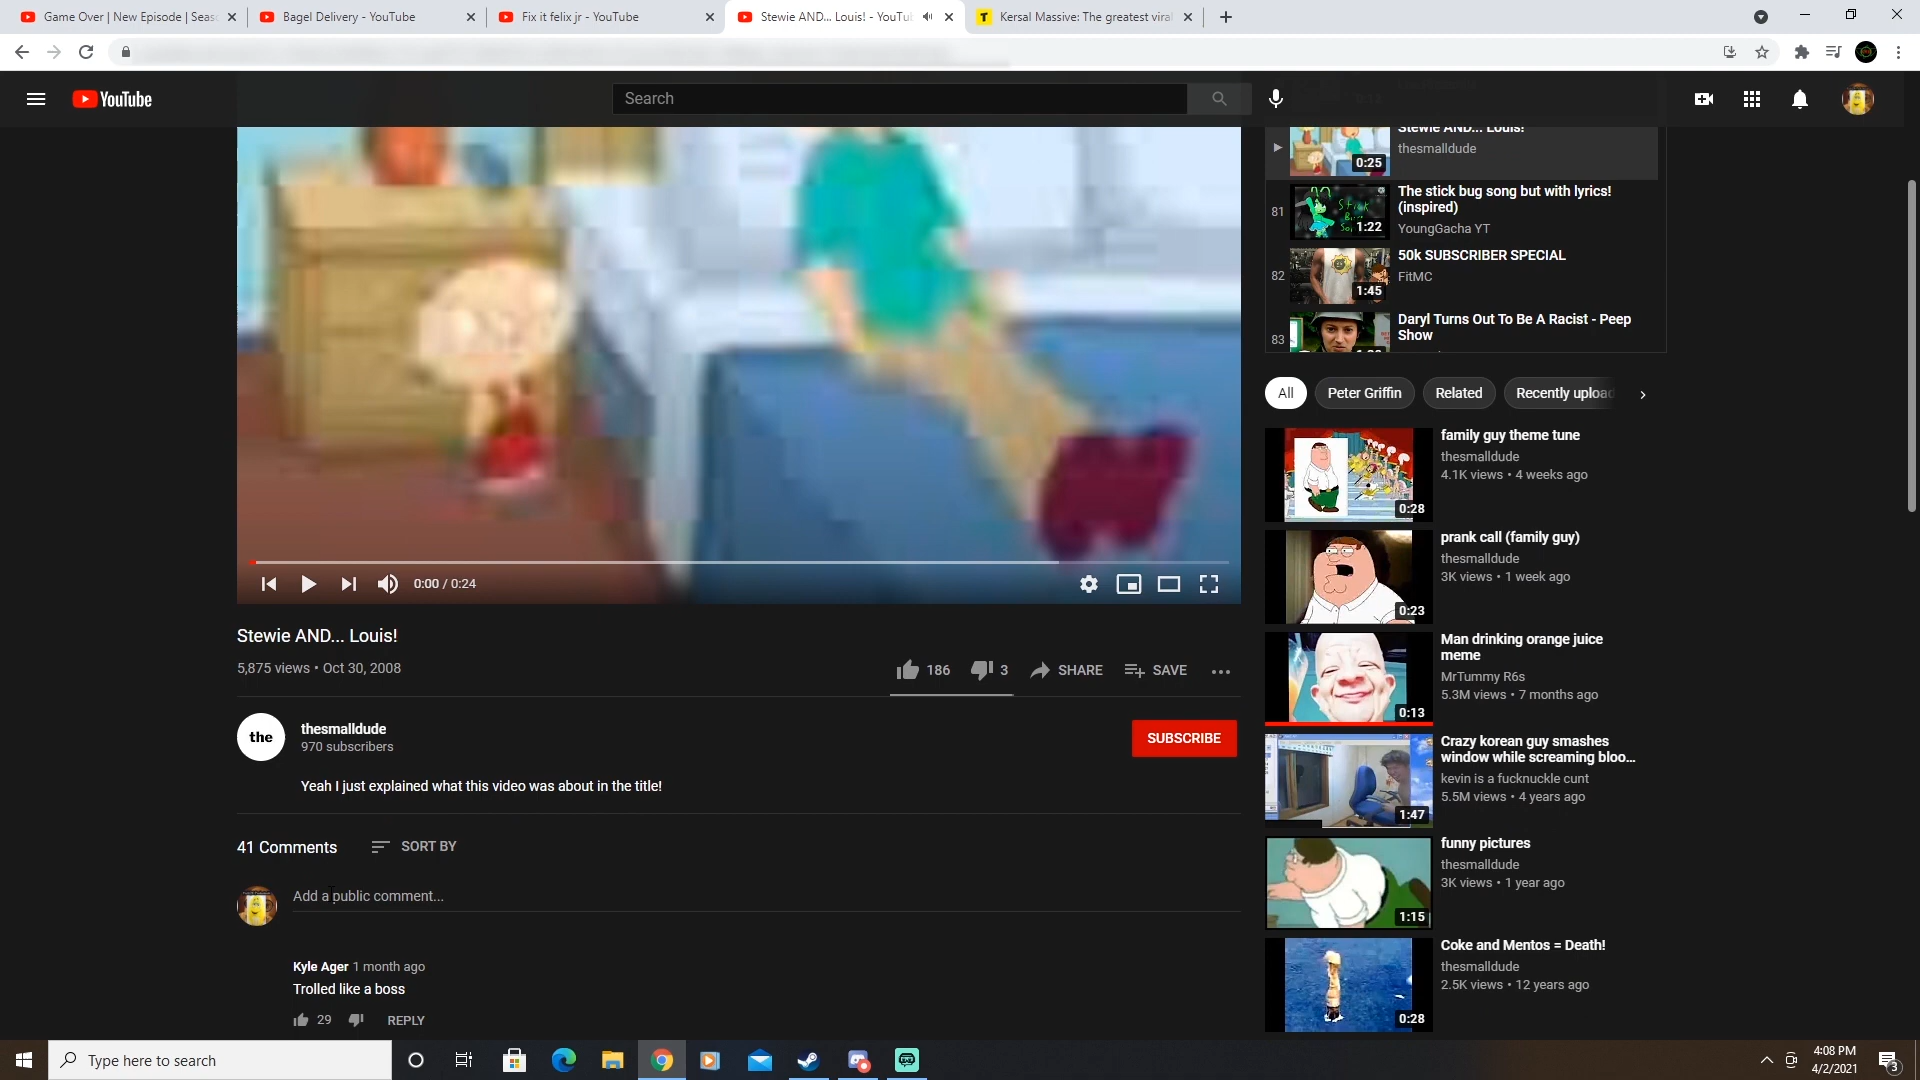 Game Over | New Episode | Seas
Bagel Delivery - YouTube
Fix it felix jr - YouTube
Stewie AND... Louis! - YouTu
Kersal Massive: The greatest viral
YouTube
Search
Stewie AND... Louis!
thesmalldude
0:25
81
The stick bug song but with lyrics!
(inspired)
YoungGacha YT
1:22
82
50k SUBSCRIBER SPECIAL
FitMC
1:45
83
Daryl Turns Out To Be A Racist - Peep
Show
0:00 / 0:24
Stewie AND... Louis!
5,875 views • Oct 30, 2008
186
3
SHARE
SAVE
the
thesmalldude
970 subscribers
SUBSCRIBE
Yeah I just explained what this video was about in the title!
41 Comments
SORT BY
Add a public comment...
Kyle Ager 1 month ago
Trolled like a boss
29
REPLY
All
Peter Griffin
Related
Recently upload
family guy theme tune
thesmalldude
4.1K views • 4 weeks ago
0:28
prank call (family guy)
thesmalldude
3K views • 1 week ago
0:23
Man drinking orange juice
meme
MrTummy R6s
5.3M views • 7 months ago
0:13
Crazy korean guy smashes
window while screaming bloo...
kevin is a fucknuckle cunt
5.5M views • 4 years ago
1:47
funny pictures
thesmalldude
3K views • 1 year ago
1:15
Coke and Mentos = Death!
thesmalldude
2.5K views • 12 years ago
0:28
Type here to search
4:08 PM
4/2/2021
3